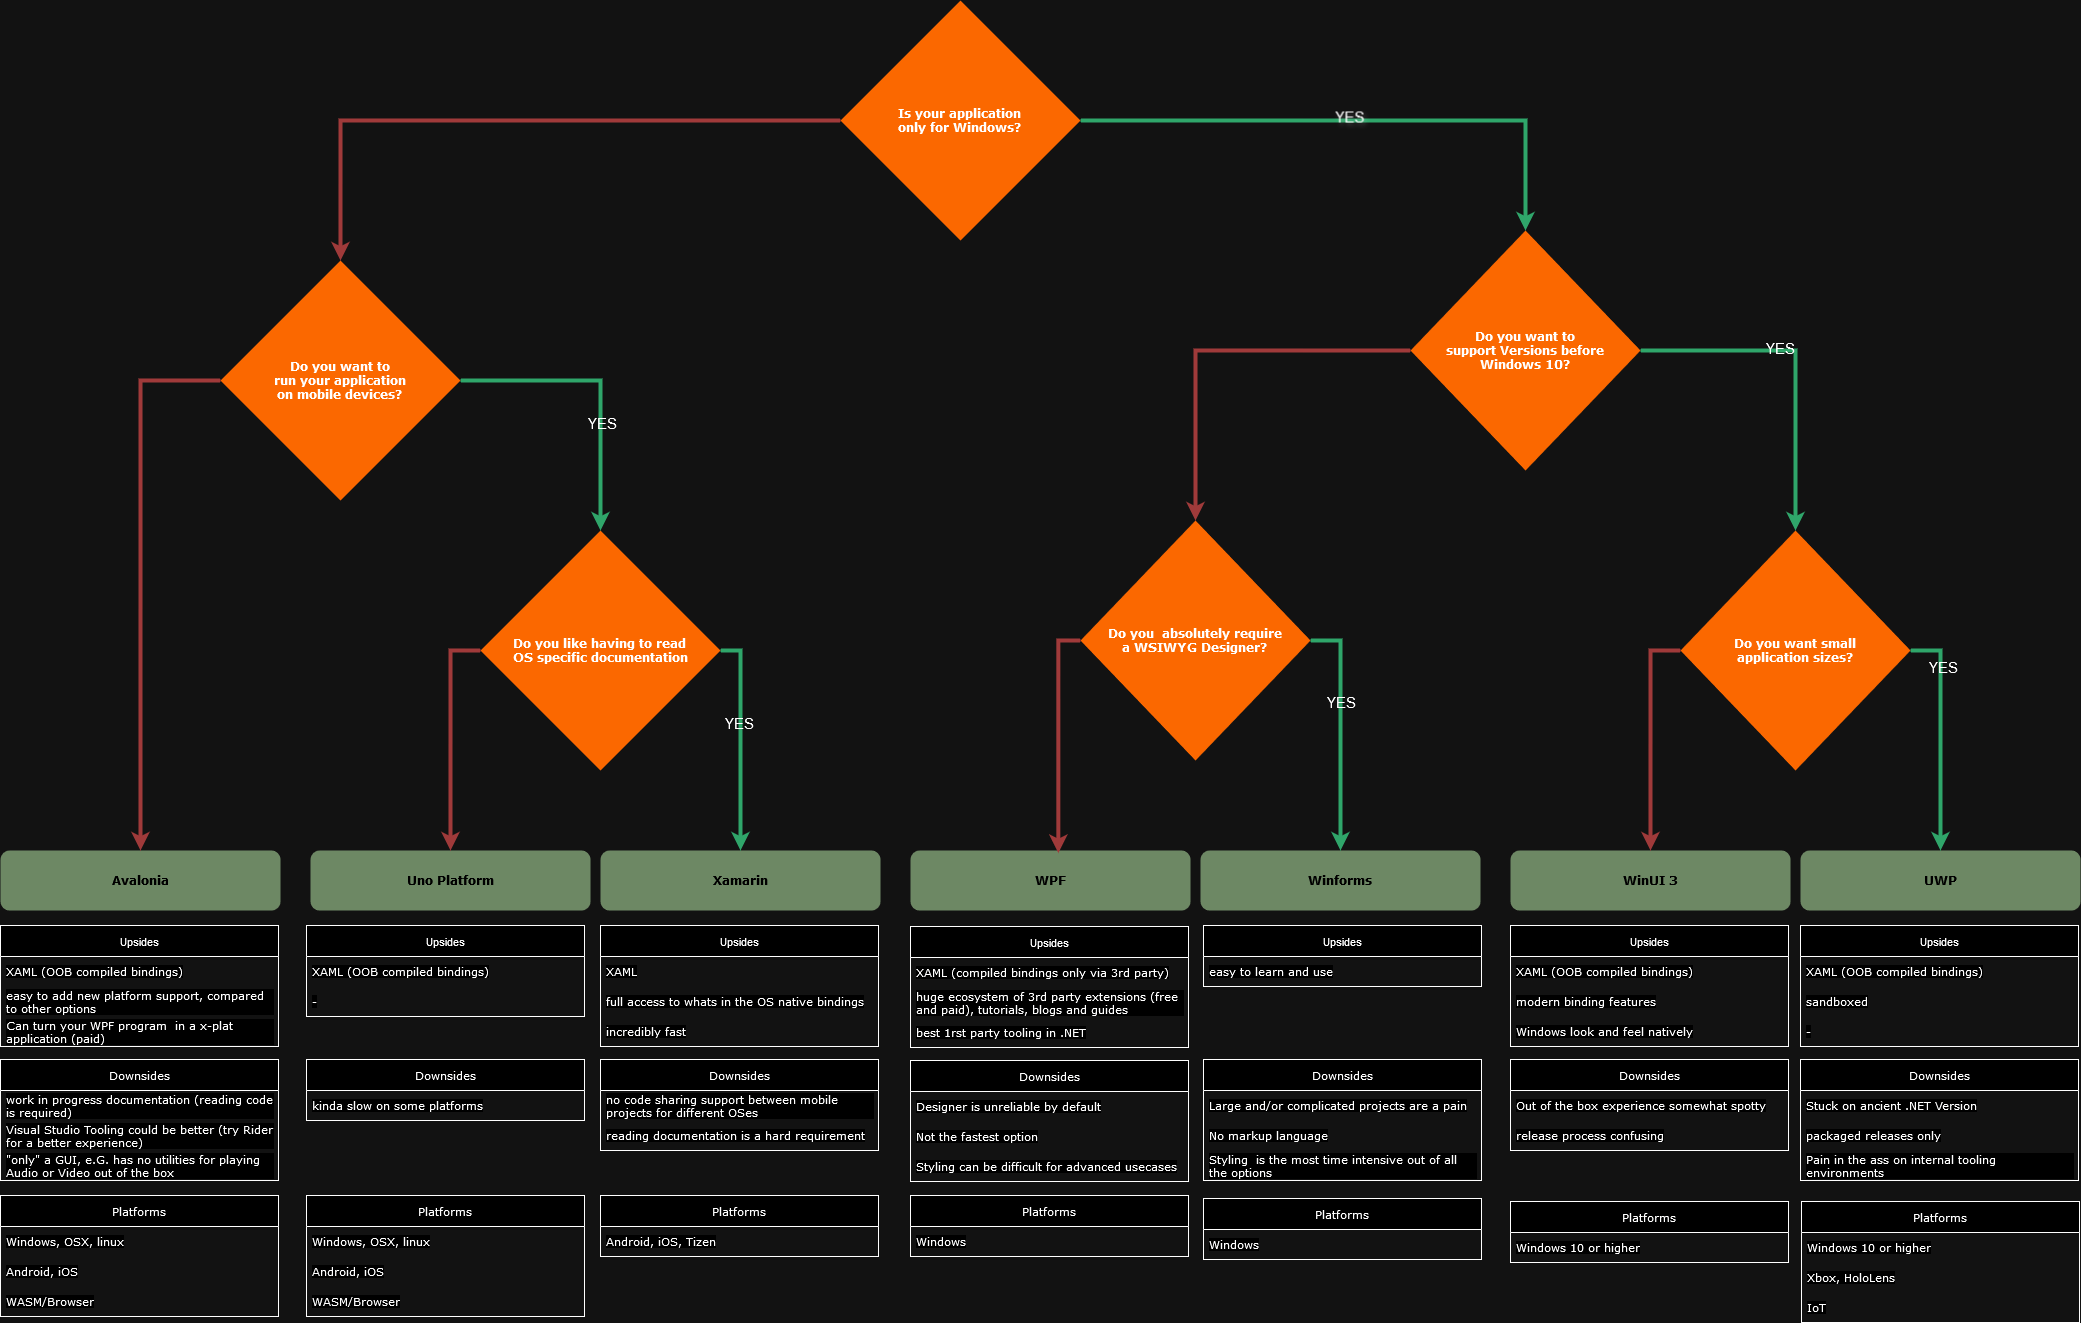 Is your application
only for Windows?
YES
Do you want to
support Versions before
Windows 10?
YES
Do you want to
run your application
on mobile devices?
YES
Do you like having to read
OS specific documentation
YES
Do you  absolutely require
a WSIWYG Designer?
YES
Do you want small
application sizes?
YES
Avalonia
Upsides
XAML (OOB compiled bindings)
easy to add new platform support, compared
to other options
Can turn your WPF program  in a x-plat
application (paid)
Downsides
work in progress documentation (reading code
is required)
Visual Studio Tooling could be better (try Rider
for a better experience)
"only" a GUI, e.G. has no utilities for playing
Audio or Video out of the box
Platforms
Windows, OSX, linux
Android, iOS
WASM/Browser
Uno Platform
Upsides
XAML (OOB compiled bindings)
-
Downsides
kinda slow on some platforms
Platforms
Windows, OSX, linux
Android, iOS
WASM/Browser
Xamarin
Upsides
XAML
full access to whats in the OS native bindings
incredibly fast
Downsides
no code sharing support between mobile
projects for different OSes
reading documentation is a hard requirement
Platforms
Android, iOS, Tizen
WPF
Upsides
XAML (compiled bindings only via 3rd party)
huge ecosystem of 3rd party extensions (free
and paid), tutorials, blogs and guides
best 1rst party tooling in .NET
Downsides
Designer is unreliable by default
Not the fastest option
Styling can be difficult for advanced usecases
Platforms
Windows
Winforms
Upsides
easy to learn and use
Downsides
Large and/or complicated projects are a pain
No markup language
Styling  is the most time intensive out of all
the options
Platforms
Windows
WinUI 3
Upsides
XAML (OOB compiled bindings)
modern binding features
Windows look and feel natively
Downsides
Out of the box experience somewhat spotty
release process confusing
Platforms
Windows 10 or higher
UWP
Upsides
XAML (OOB compiled bindings)
sandboxed
-
Downsides
Stuck on ancient .NET Version
packaged releases only
Pain in the ass on internal tooling
environments
Platforms
Windows 10 or higher
Xbox, HoloLens
IoT